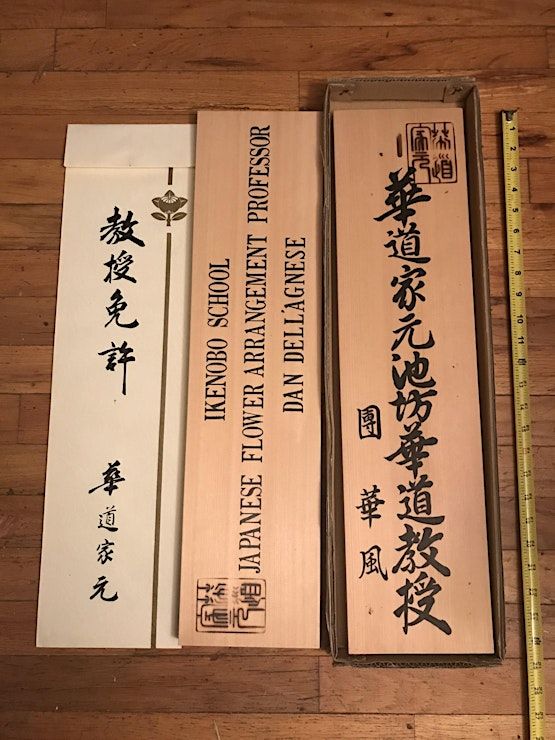 教授免許
華道家元
IKENOBO SCHOOL
JAPANESE FLOWER ARRANGEMENT PROFESSOR
DAN DELL'AGNESE
華道家元池坊華道教授
團華風